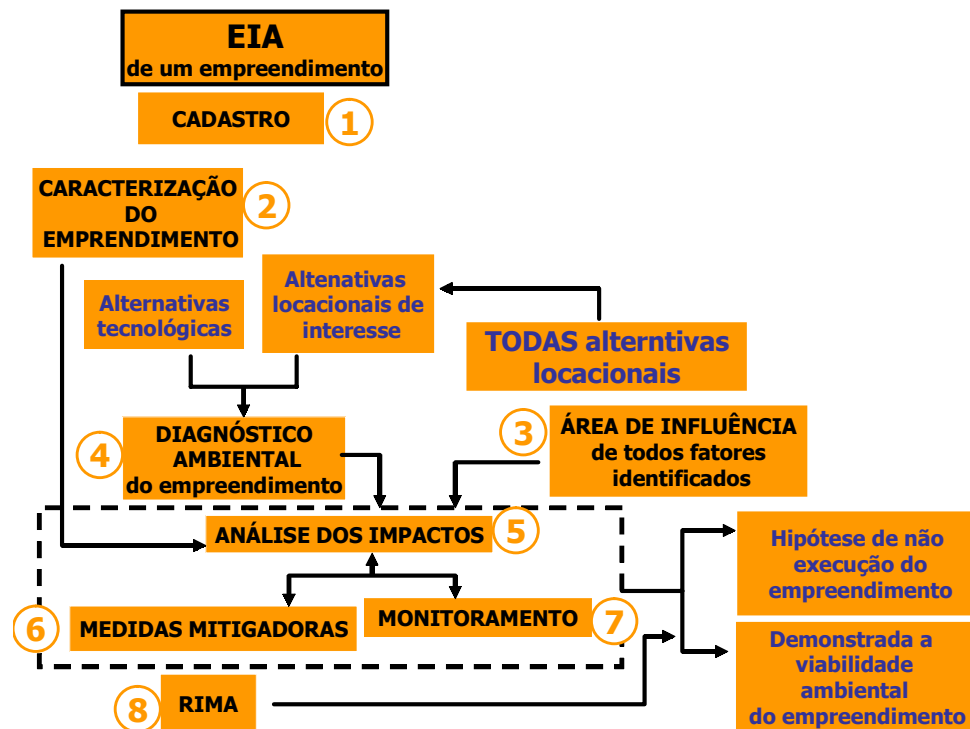 EIA
de um empreendimento
CADASTRO
1
CARACTERIZAÇÃO
DO
EMPRENDIMENTO
2
Alternativas
tecnológicas
Altenativas
locacionais de
interesse
TODAS alterntivas
locacionais
4
DIAGNÓSTICO
AMBIENTAL
do empreendimento
3
ÁREA DE INFLUÊNCIA
de todos fatores
identificados
ANÁLISE DOS IMPACTOS
5
Hipótese de não
execução do
empreendimento
6
MEDIDAS MITIGADORAS
MONITORAMENTO
7
Demonstrada a
viabilidade
ambiental
do empreendimento
8
RIMA